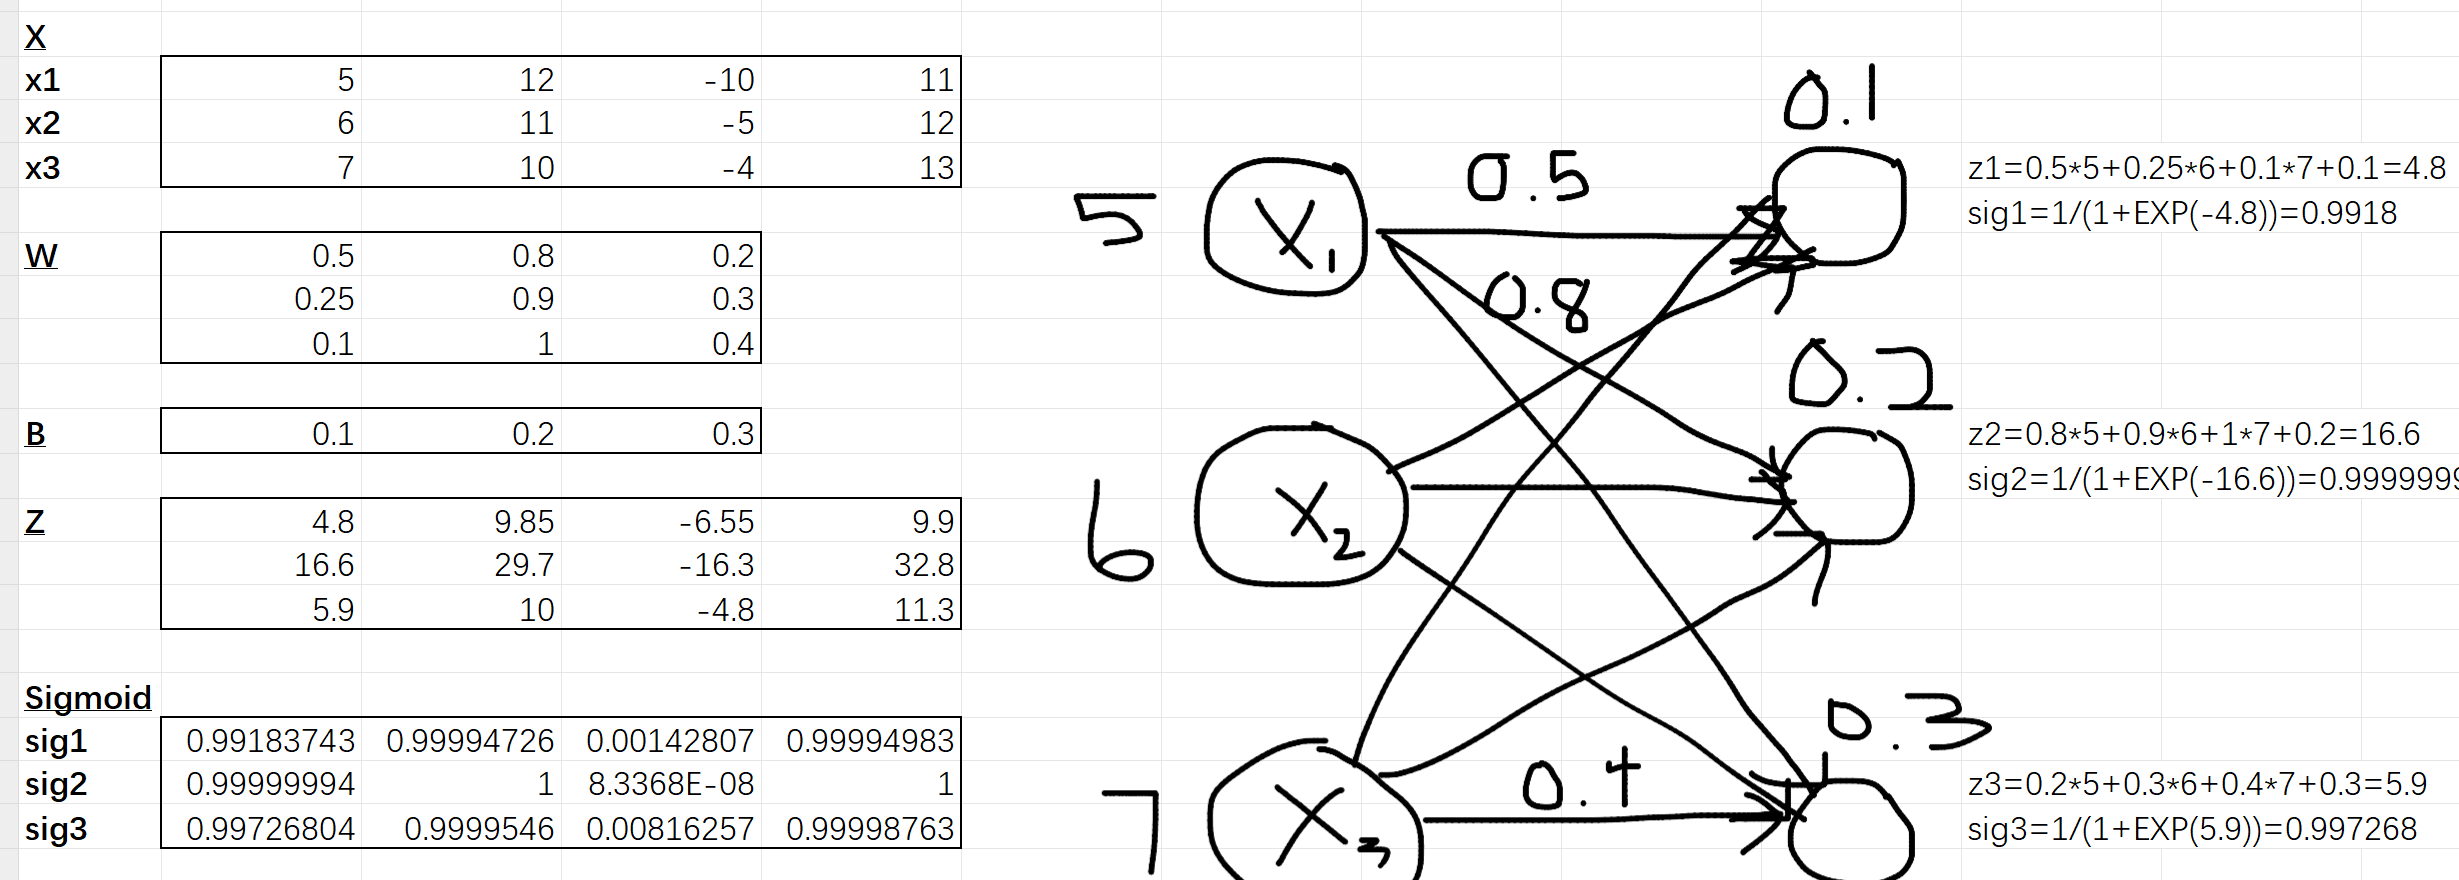 X
x1 5 12 -10 11
x2 6 11 -5 12
x3 7 10 -4 13
W 0.5 0.8 0.2
0.25 0.9 0.3
0.1 1 0.4
B 0.1 0.2 0.3
Z 4.8 9.85 -6.55 9.9
16.6 29.7 -16.3 32.8
5.9 10 -4.8 11.3
Sigmoid
sig1 0.99183743 0.99994726 0.00142807 0.99994983
sig2 0.99999994 1 8.3368E-08 1
sig3 0.99726804 0.9999546 0.00816257 0.99998763
5
X1
0.5
0.8
0.1
z1=0.5*5+0.25*6+0.1*7+0.1=4.8
sig1=1/(1+EXP(-4.8))=0.9918
6
X2
0.2
z2=0.8*5+0.9*6+1*7+0.2=16.6
sig2=1/(1+EXP(-16.6))=0.9999999
7
X3
0.4
0.3
z3=0.2*5+0.3*6+0.4*7+0.3=5.9
sig3=1/(1+EXP(5.9))=0.997268